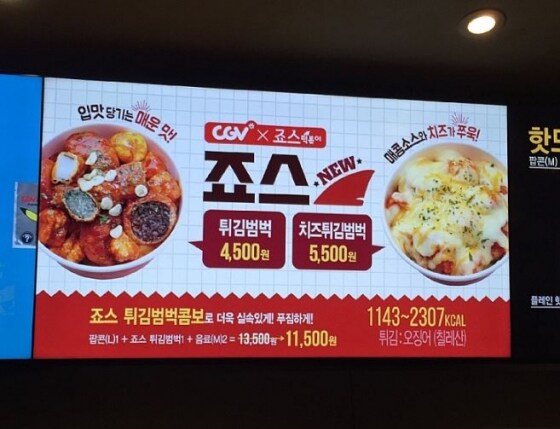 입맛 당기는 매운 맛!
CGV × 죠스떡볶이
매콤소스와 치즈가 쭈욱!
죠스
NEW
튀김범벅
4,500원
치즈튀김범벅
5,500원
죠스 튀김범벅콤보로 더욱 실속있게! 푸짐하게!
팝콘(L)1 + 죠스 튀김범벅1 + 음료(M)2 = 13,500원→11,500원
1143~2307KCAL
튀김 : 오징어 (칠레산)
팝콘(M)